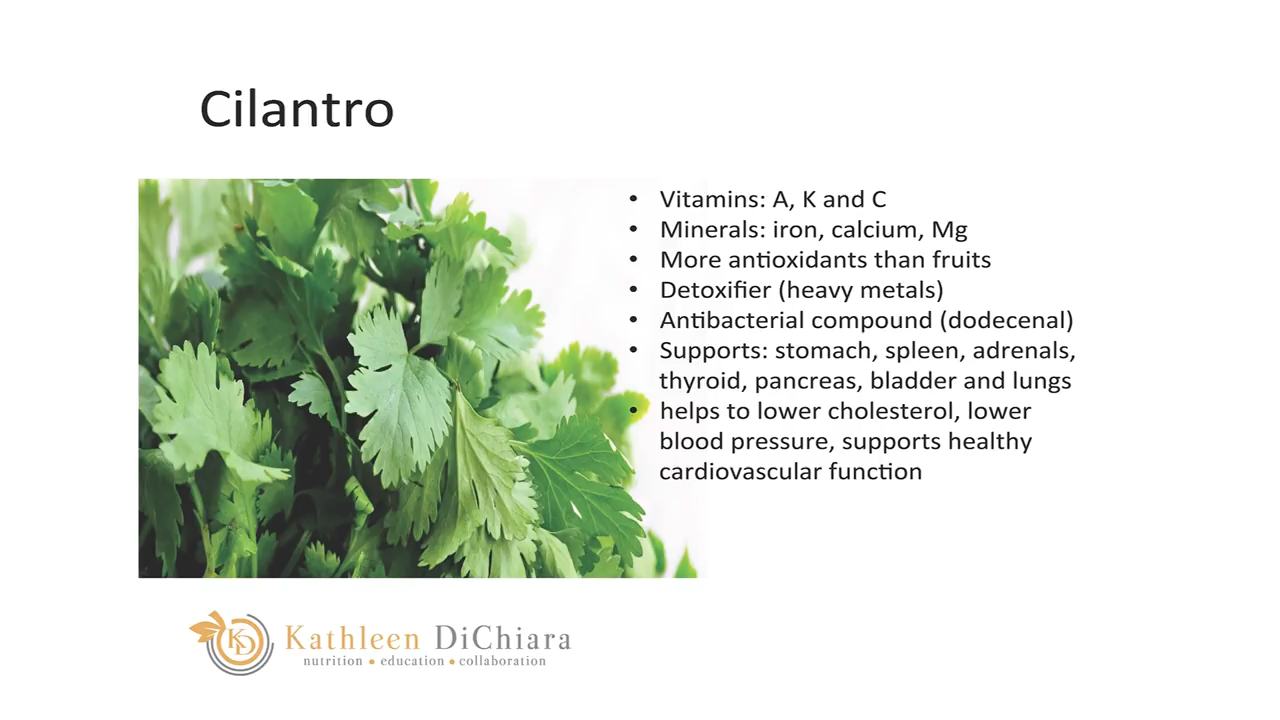 Cilantro
• Vitamins: A, K and C
• Minerals: iron, calcium, Mg
• More antioxidants than fruits
• Detoxifier (heavy metals)
• Antibacterial compound (dodecenal)
• Supports: stomach, spleen, adrenals,
thyroid, pancreas, bladder and lungs
• helps to lower cholesterol, lower
blood pressure, supports healthy
cardiovascular function
KD Kathleen DiChiara
nutrition • education • collaboration